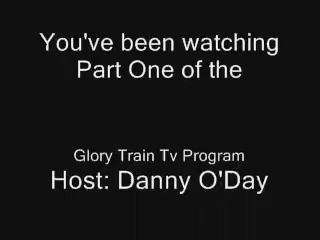 You've been watching
Part One of the
Glory Train Tv Program
Host: Danny O'Day